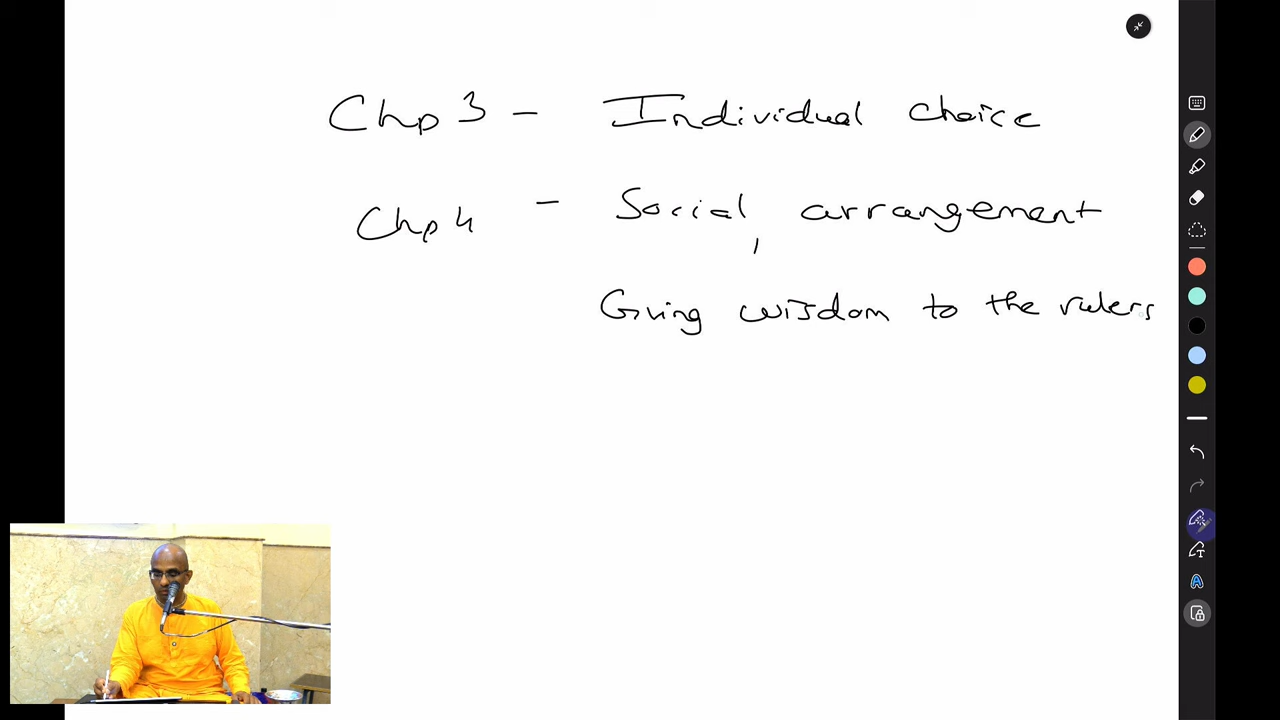 Chp 3 - Individual choice
Chp 4 - Social, arrangement
Giving wisdom to the rulers